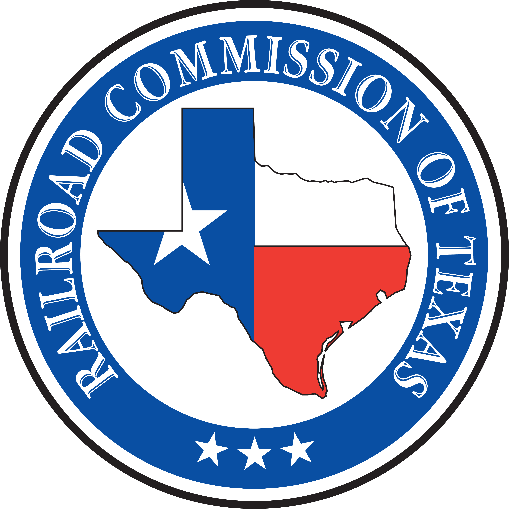 RAILROAD COMMISSION OF TEXAS